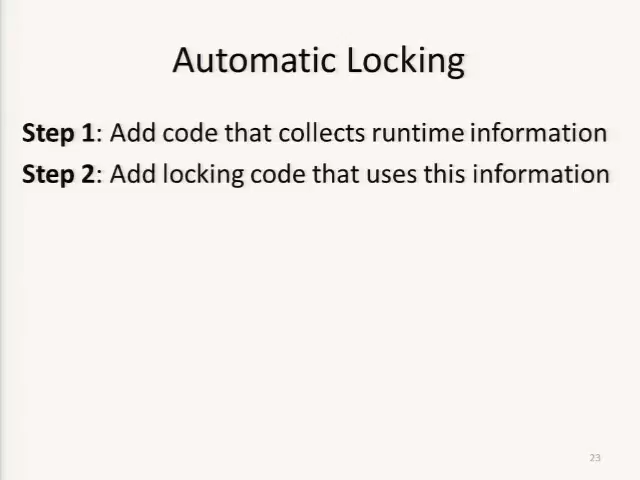 Automatic Locking
Step 1: Add code that collects runtime information
Step 2: Add locking code that uses this information
23